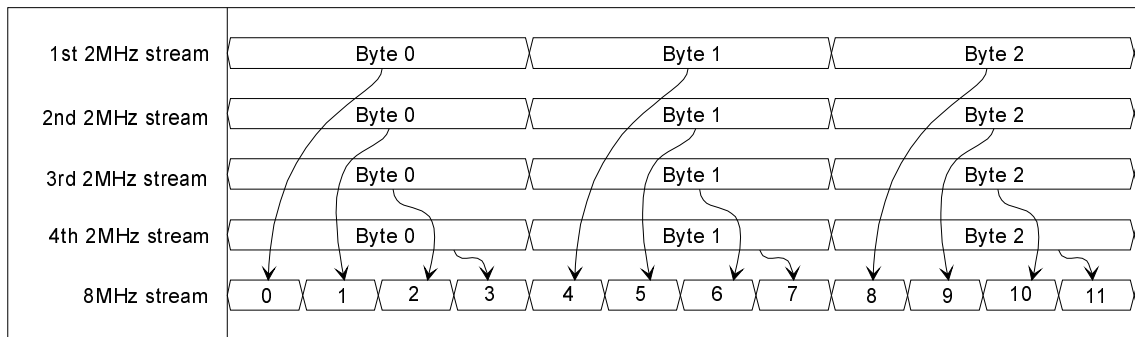 1st 2MHz stream Byte 0 Byte 1 Byte 2
2nd 2MHz stream Byte 0 Byte 1 Byte 2
3rd 2MHz stream Byte 0 Byte 1 Byte 2
4th 2MHz stream Byte 0 Byte 1 Byte 2
8MHz stream 0 1 2 3 4 5 6 7 8 9 10 11